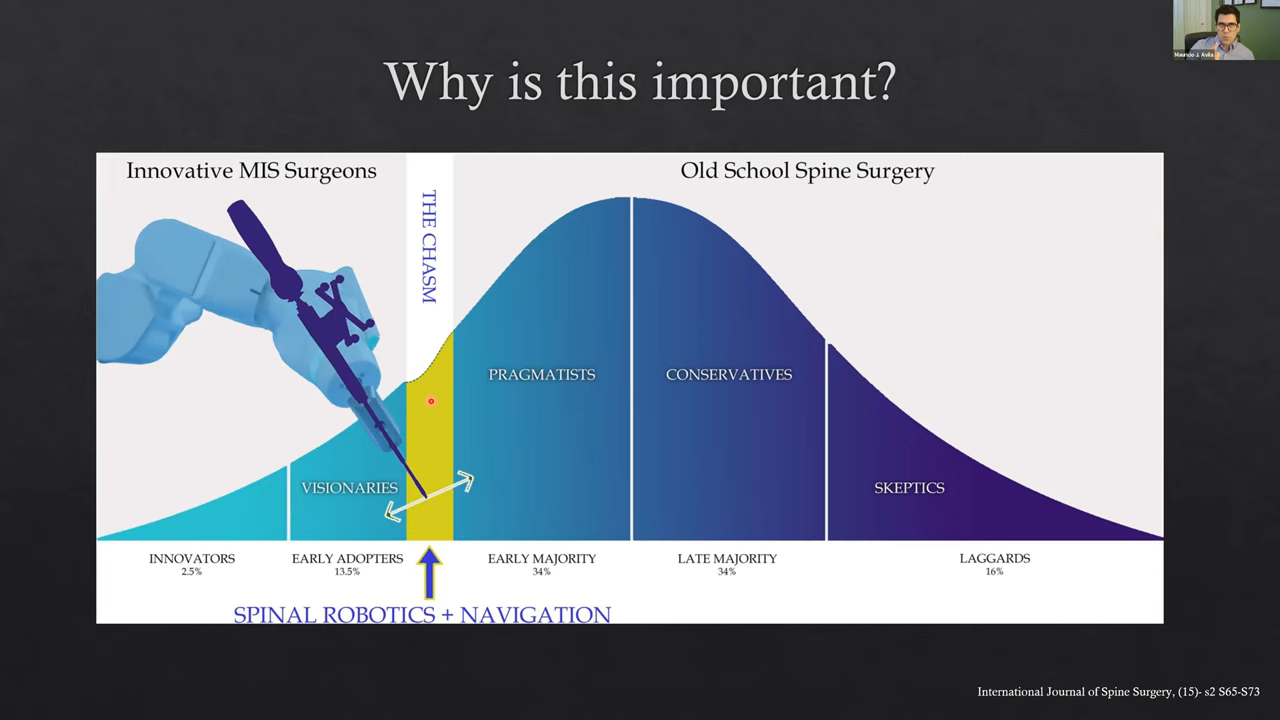 Mauricio J. Avila
Why is this important?
Innovative MIS Surgeons
THE CHASM
Old School Spine Surgery
PRAGMATISTS
CONSERVATIVES
VISIONARIES
SKEPTICS
INNOVATORS
2.5%
EARLY ADOPTERS
13.5%
EARLY MAJORITY
34%
LATE MAJORITY
34%
LAGGARDS
16%
SPINAL ROBOTICS + NAVIGATION
International Journal of Spine Surgery, (15)- s2 S65-S73